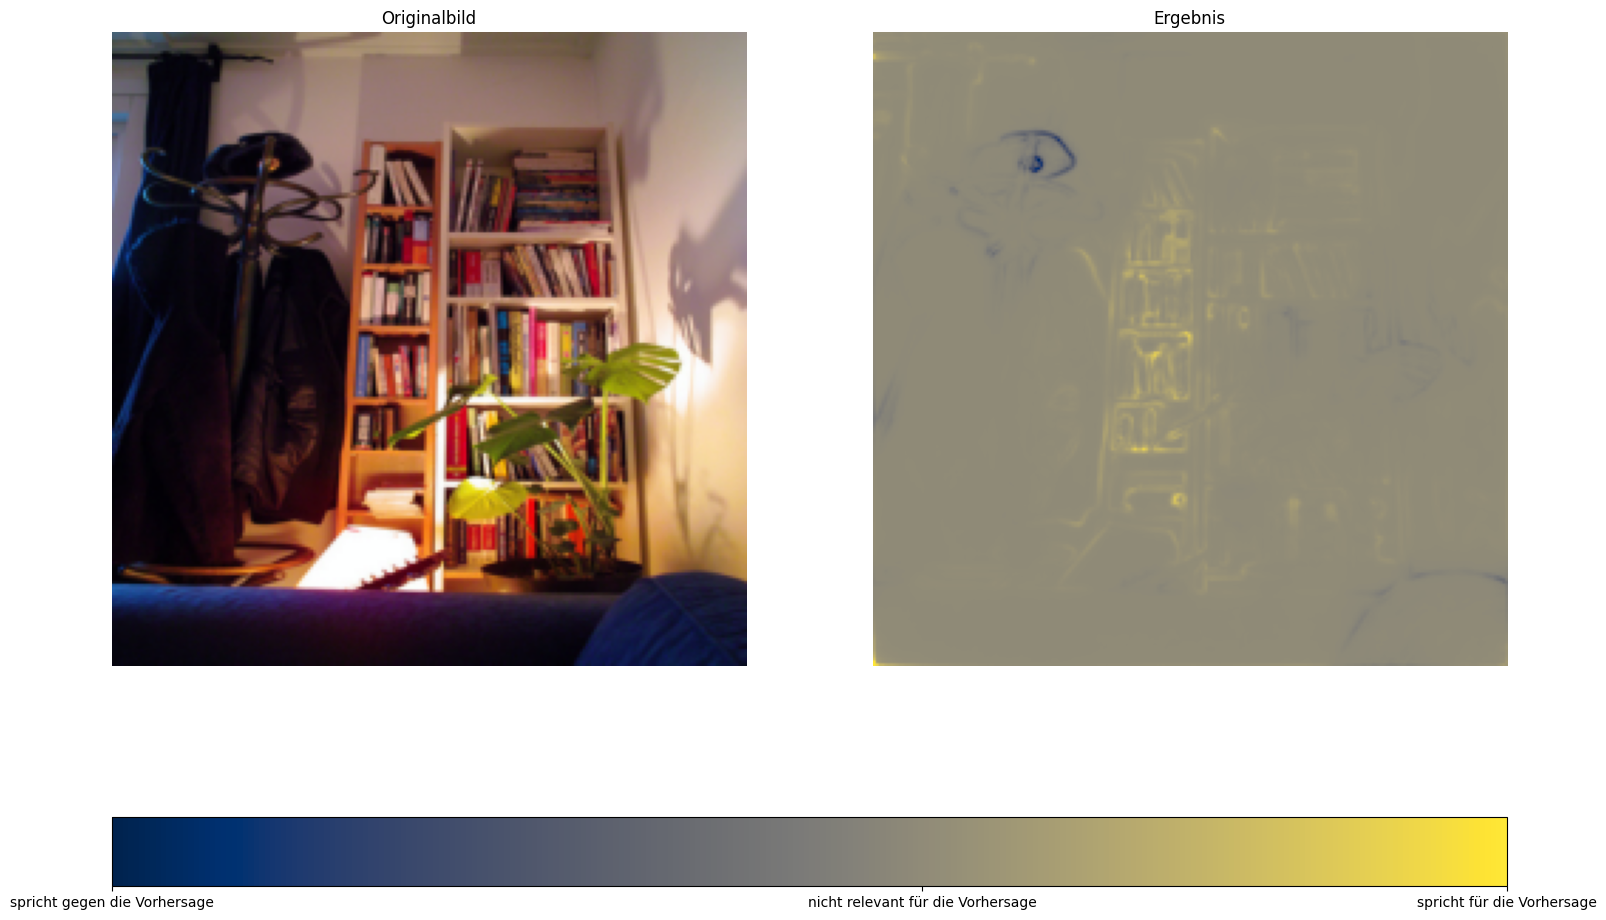 Originalbild
Ergebnis
spricht gegen die Vorhersage
nicht relevant für die Vorhersage
spricht für die Vorhersage